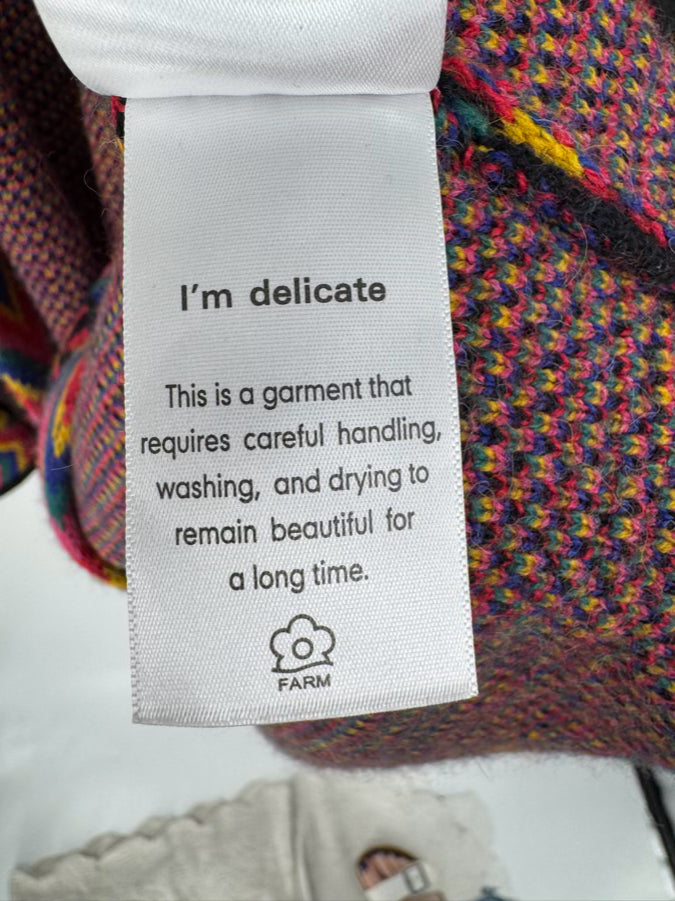 I'm delicate
This is a garment that
requires careful handling,
washing, and drying to
remain beautiful for
a long time.
FARM